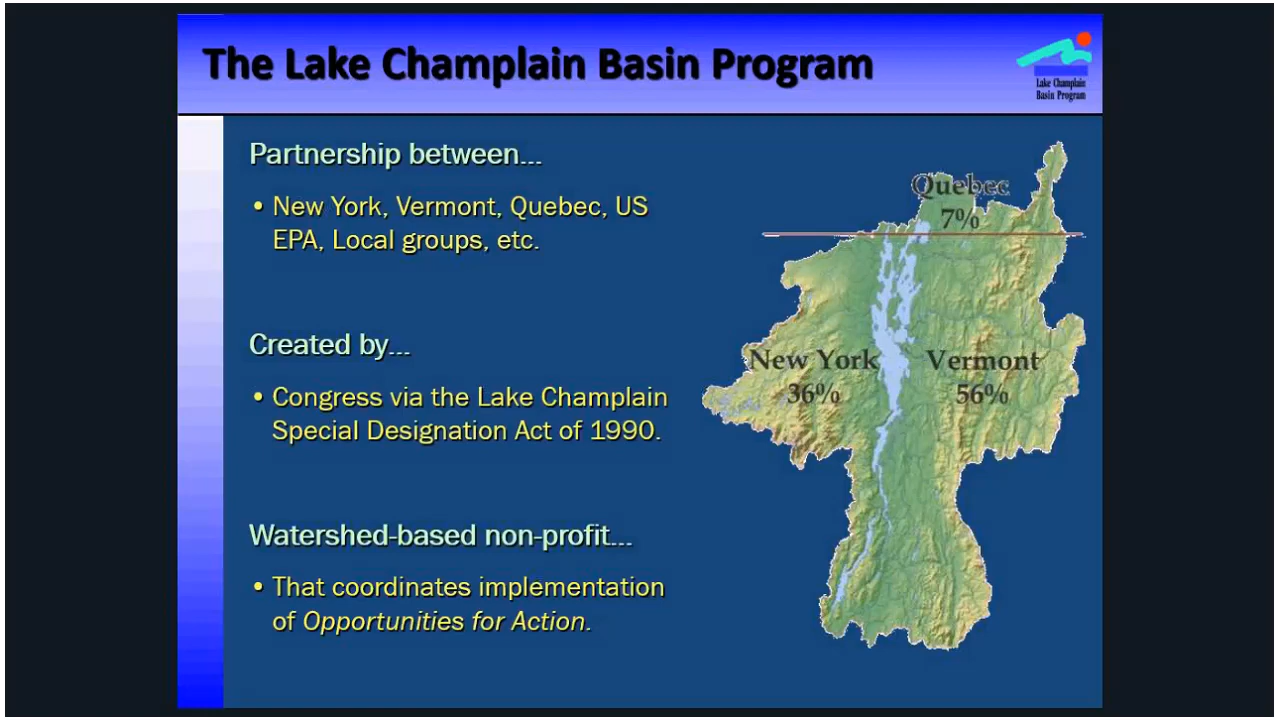 The Lake Champlain Basin Program
Lake Champlain
Basin Program
Partnership between...
• New York, Vermont, Quebec, US
EPA, Local groups, etc.
Created by...
• Congress via the Lake Champlain
Special Designation Act of 1990.
Watershed-based non-profit...
• That coordinates implementation
of Opportunities for Action.
Quebec
7%
New York
36%
Vermont
56%